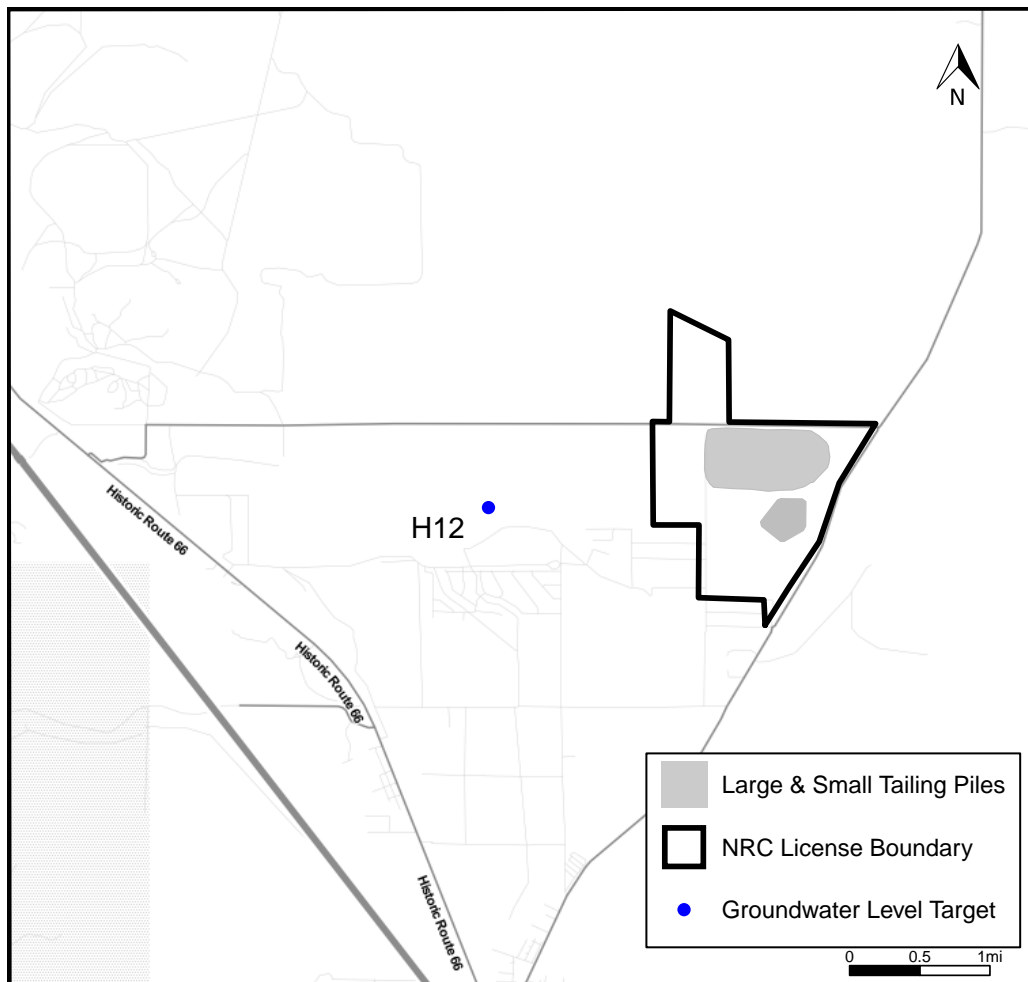 N
H12
Historic Route 66
Historic Route 66
Historic Route 66
Large & Small Tailing Piles
NRC License Boundary
Groundwater Level Target
0 0.5 1mi